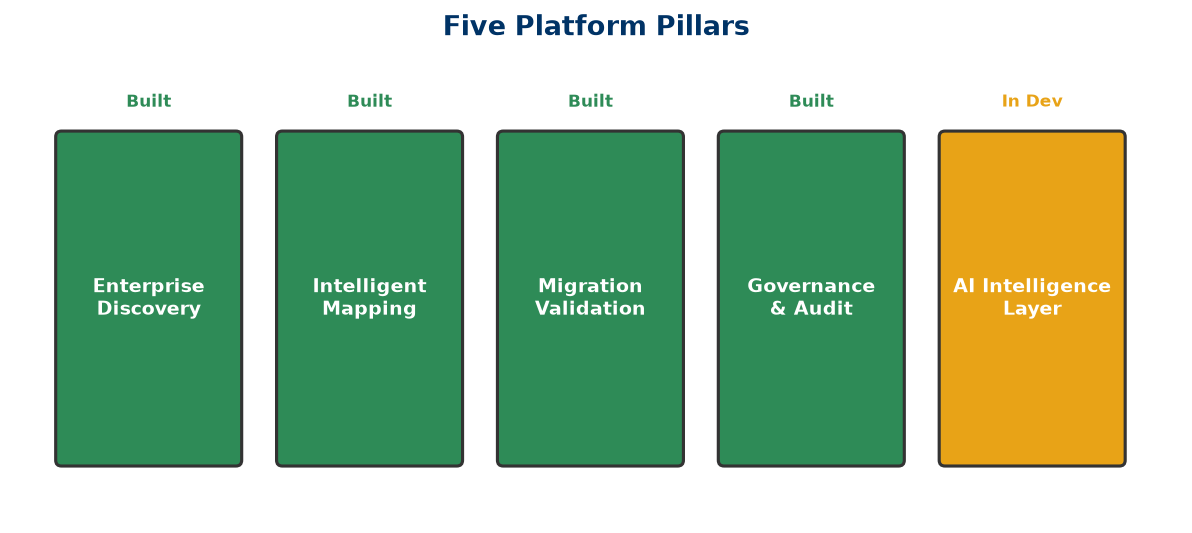 Five Platform Pillars
Built
Built
Built
Built
In Dev
Enterprise
Discovery
Intelligent
Mapping
Migration
Validation
Governance
& Audit
AI Intelligence
Layer